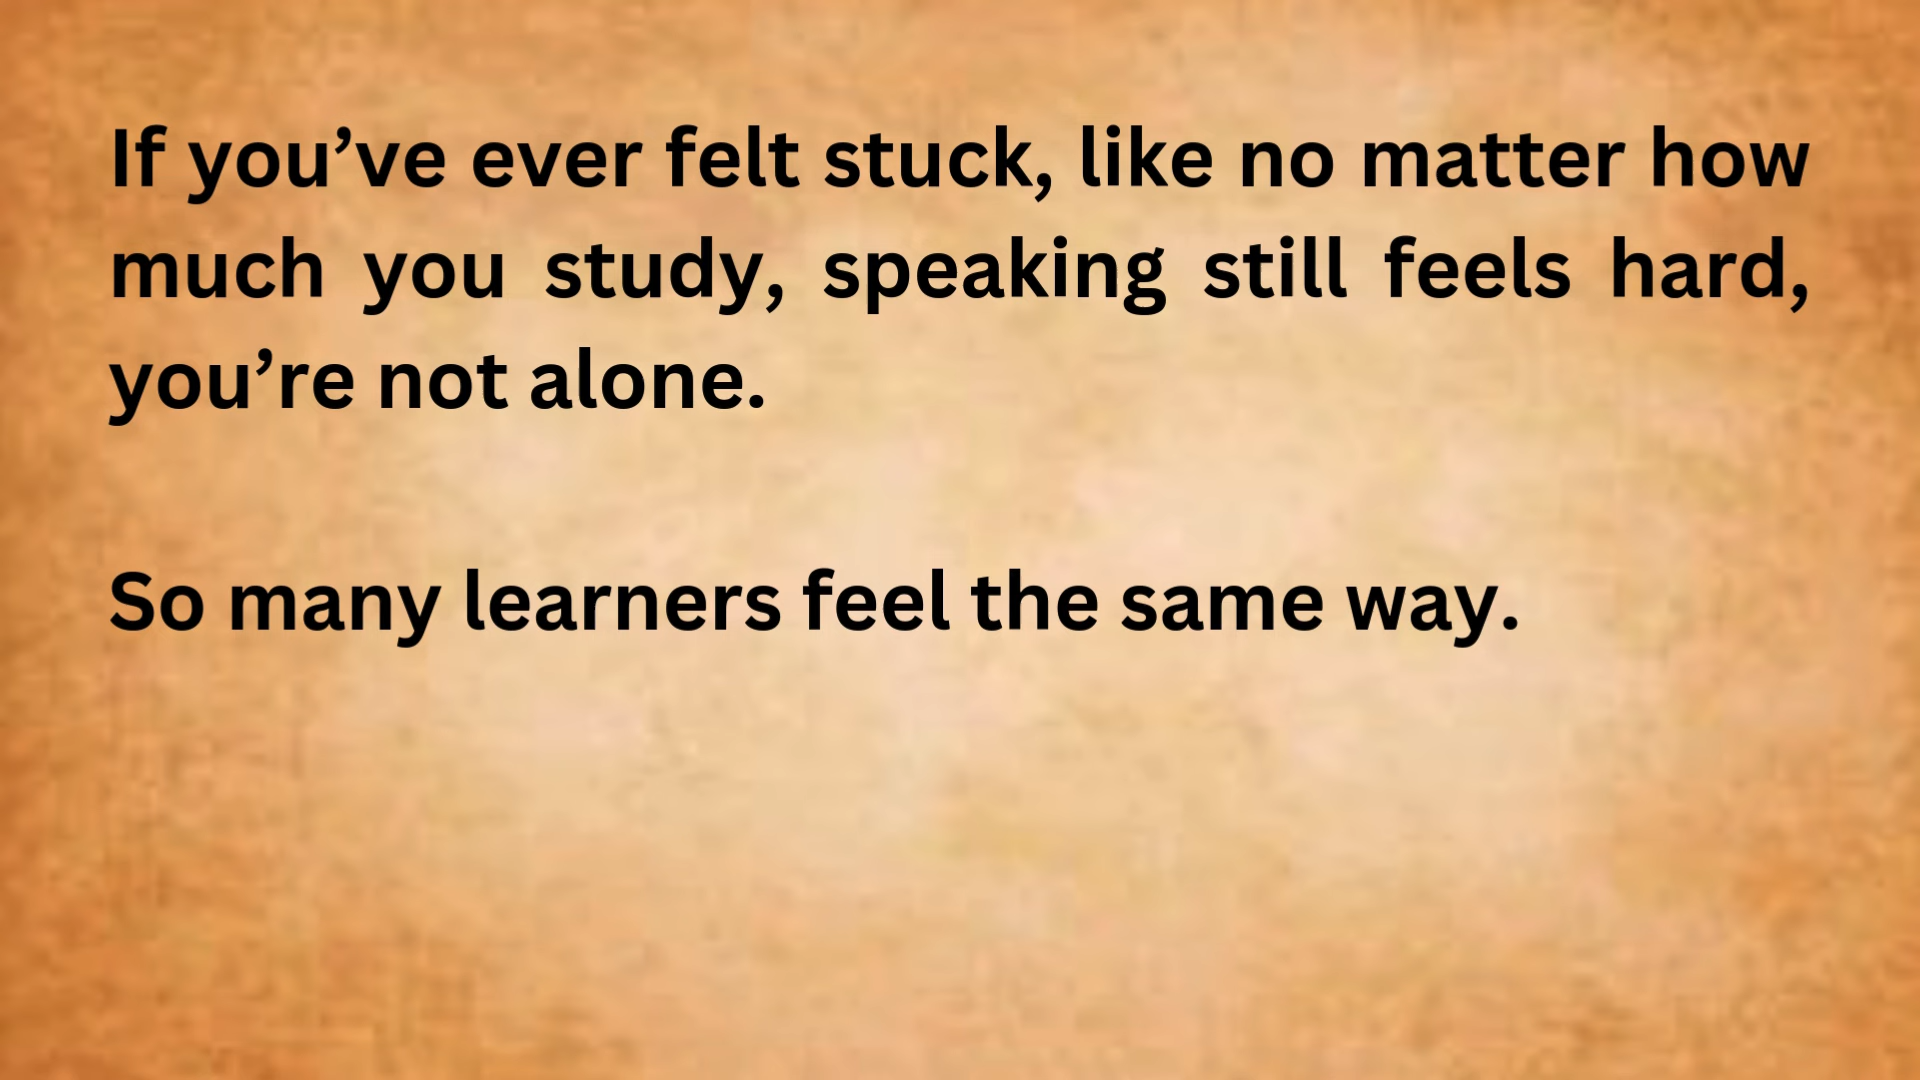 If you’ve ever felt stuck, like no matter how
much you study, speaking still feels hard,
you’re not alone.
So many learners feel the same way.